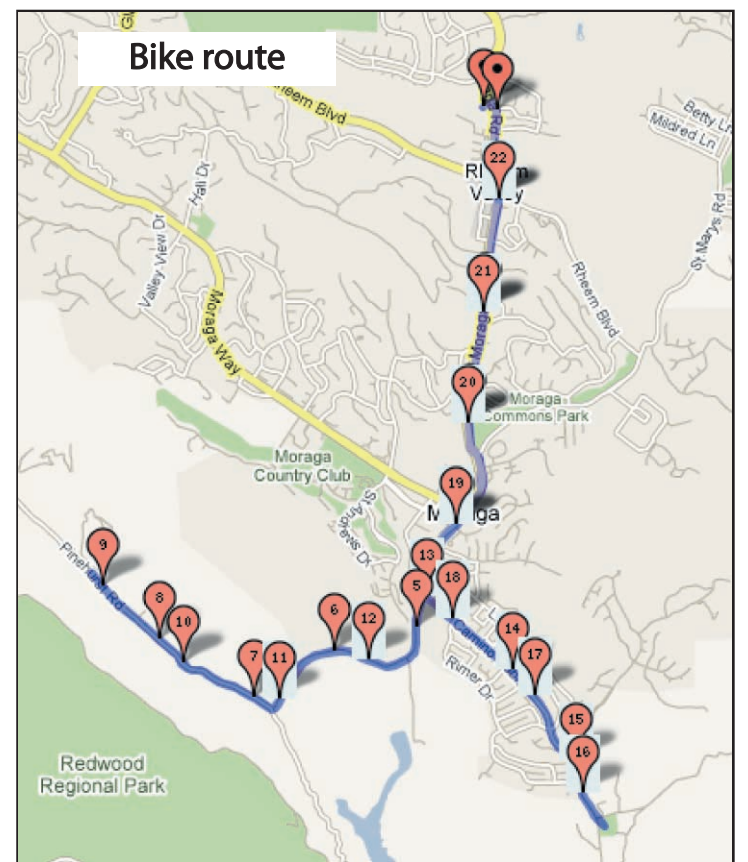 Bike route
Rheem Blvd
Betty Ln
Mildred Ln
22
Hall Dr
St Marys Rd
Valley View Dr
21
Rheem Blvd
Moraga Way
Moraga
20
Moraga
Commons Park
Moraga
Country Club
19
St Andrews Dr
9
Pinehurst Rd
13
5
18
8
10
6
12
Camino
14
17
Rimer Dr
7
11
15
16
Redwood
Regional Park